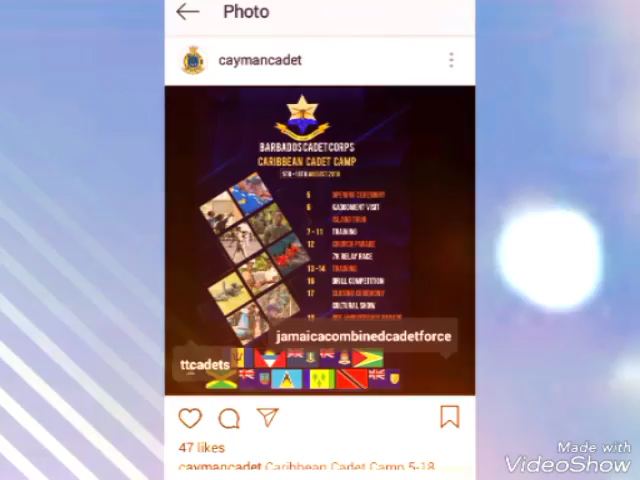 Photo
caymancadet
BARBADOS CADET CORPS
CARIBBEAN CADET CAMP
5TH - 18TH AUGUST 2018
5 OPENING CEREMONY
6 KADOOMENT VISIT
ISLAND TOUR
7 - 11 TRAINING
12 CHURCH PARADE
7K RELAY RACE
13-14 TRAINING
16 DRILL COMPETITION
17 CLOSING CEREMONY
CULTURAL SHOW
jamaicacombinedcadetforce
ttcadets
47 likes
caymancadet Caribbean Cadet Camp 5-18
Made with
VideoShow